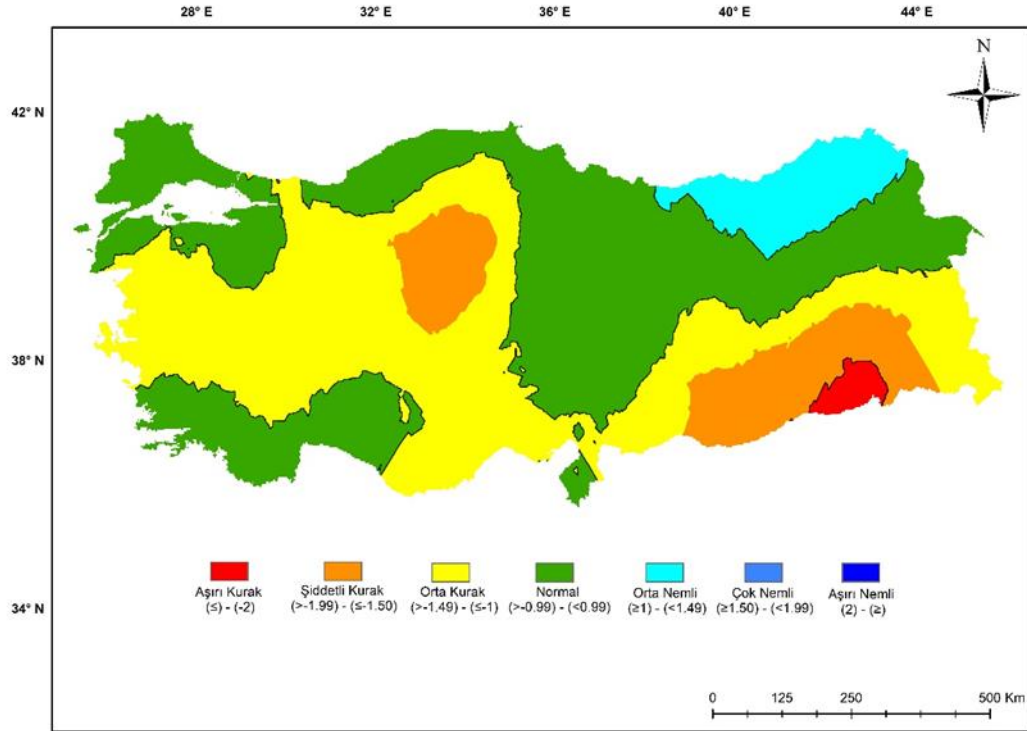 28° E 32° E 36° E 40° E 44° E
N
42° N
38° N
34° N
Aşırı Kurak
(≤) - (-2)
Şiddetli Kurak
(>-1.99) - (≤-1.50)
Orta Kurak
(>-1.49) - (≤-1)
Normal
(>-0.99) - (<0.99)
Orta Nemli
(≥1) - (<1.49)
Çok Nemli
(≥1.50) - (<1.99)
Aşırı Nemli
(2) - (≥)
0 125 250 500 Km